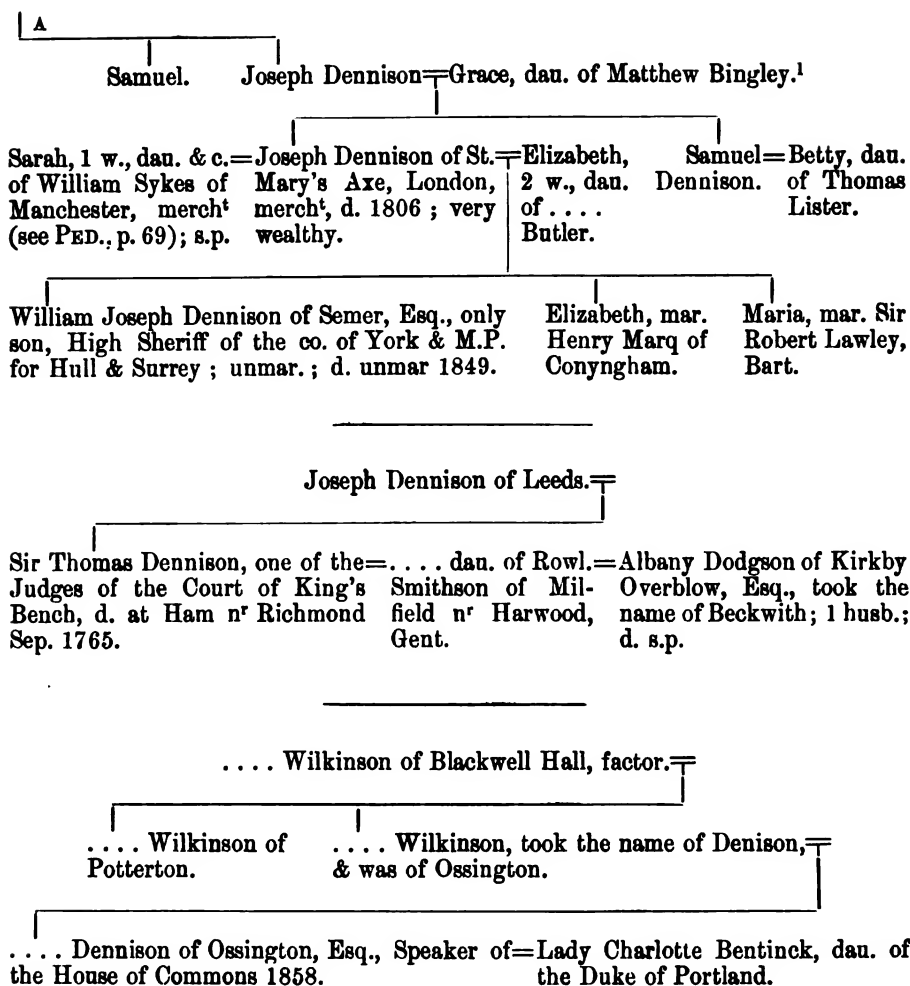 A
Samuel. Joseph Dennison=Grace, dau. of Matthew Bingley.¹
Sarah, 1 w., dau. & c.=Joseph Dennison of St.=Elizabeth, Samuel=Betty, dau.
of William Sykes of Mary's Axe, London, 2 w., dau. Dennison. of Thomas
Manchester, merchᵗ merchᵗ, d. 1806 ; very of . . . . Lister.
(see PED., p. 69); s.p. wealthy. Butler.
William Joseph Dennison of Semer, Esq., only Elizabeth, mar. Maria, mar. Sir
son, High Sheriff of the co. of York & M.P. Henry Marq of Robert Lawley,
for Hull & Surrey ; unmar. ; d. unmar 1849. Conyngham. Bart.
Joseph Dennison of Leeds.=
Sir Thomas Dennison, one of the=. . . . dau. of Rowl.=Albany Dodgson of Kirkby
Judges of the Court of King's Smithson of Mil- Overblow, Esq., took the
Bench, d. at Ham nʳ Richmond field nʳ Harwood, name of Beckwith; 1 husb.;
Sep. 1765. Gent. d. s.p.
. . . . Wilkinson of Blackwell Hall, factor.=
. . . . Wilkinson of . . . . Wilkinson, took the name of Denison,=
Potterton. & was of Ossington.
. . . . Dennison of Ossington, Esq., Speaker of=Lady Charlotte Bentinck, dau. of
the House of Commons 1858. the Duke of Portland.